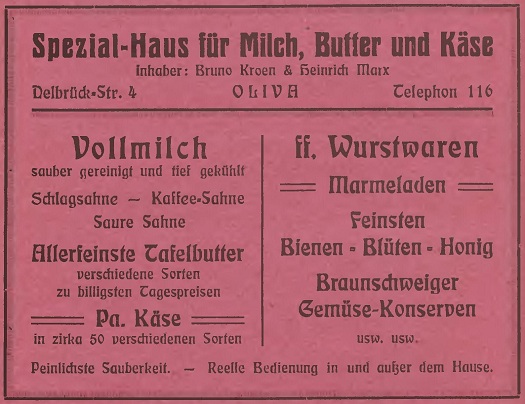 Spezial-Haus für Milch, Butter und Käse
Inhaber: Bruno Kroen & Heinrich Marx
Delbrück-Str. 4 OLIVA Telephon 116
Vollmilch
sauber gereinigt und tief gekühlt
Schlagsahne — Kaffee-Sahne
Saure Sahne
Allerfeinste Tafelbutter
verschiedene Sorten
zu billigsten Tagespreisen
Pa. Käse
in zirka 50 verschiedenen Sorten
ff. Wurstwaren
Marmeladen
Feinsten
Bienen - Blüten - Honig
Braunschweiger
Gemüse-Konserven
usw. usw.
Peinlichste Sauberkeit. — Reelle Bedienung in und außer dem Hause.